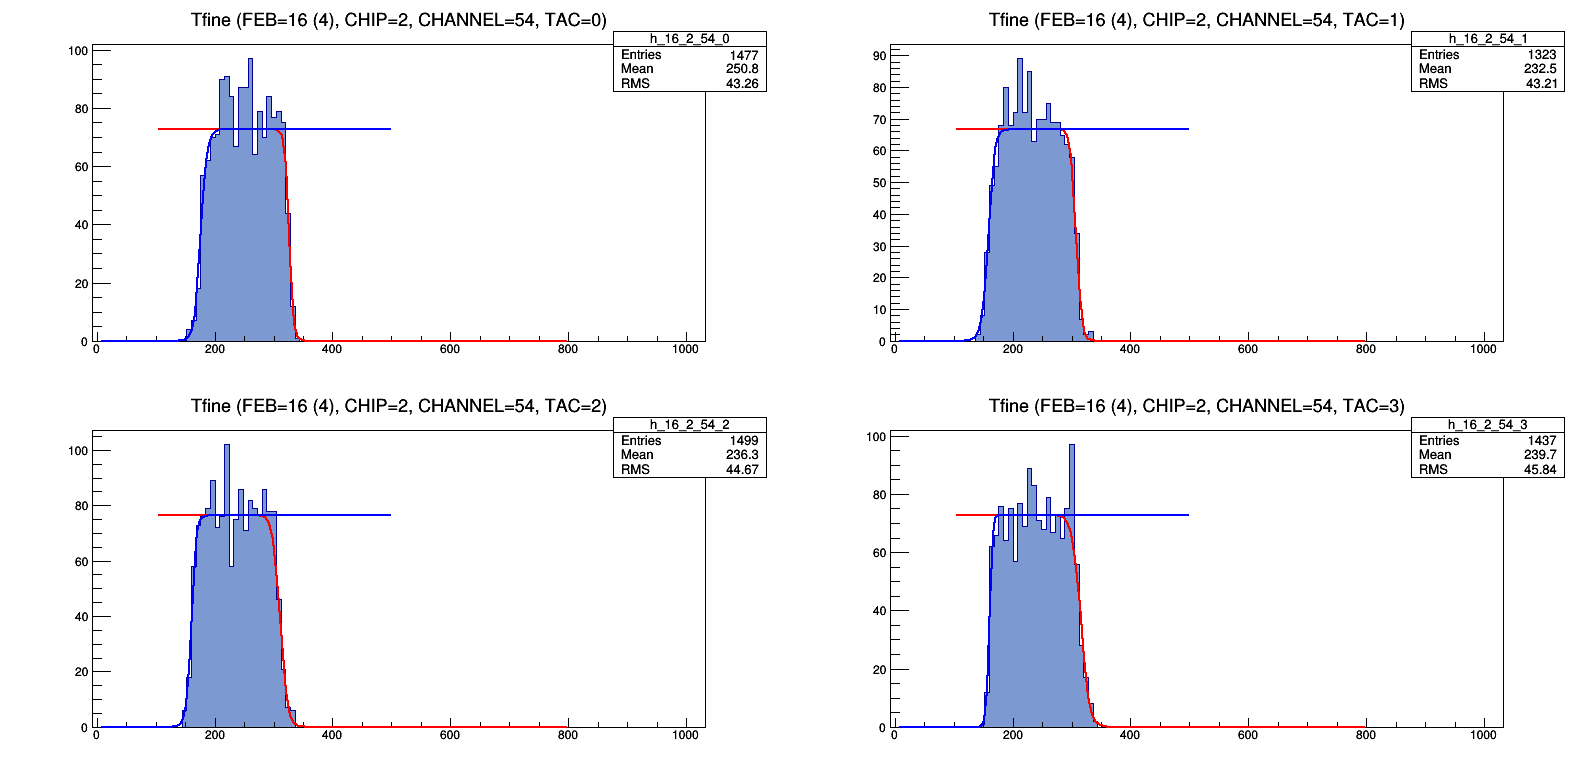 Tfine (FEB=16 (4), CHIP=2, CHANNEL=54, TAC=0)
h_16_2_54_0
Entries 1477
Mean 250.8
RMS 43.26
100
80
60
40
20
0
0 200 400 600 800 1000
Tfine (FEB=16 (4), CHIP=2, CHANNEL=54, TAC=1)
h_16_2_54_1
Entries 1323
Mean 232.5
RMS 43.21
90
80
70
60
50
40
30
20
10
0
0 200 400 600 800 1000
Tfine (FEB=16 (4), CHIP=2, CHANNEL=54, TAC=2)
h_16_2_54_2
Entries 1499
Mean 236.3
RMS 44.67
100
80
60
40
20
0
0 200 400 600 800 1000
Tfine (FEB=16 (4), CHIP=2, CHANNEL=54, TAC=3)
h_16_2_54_3
Entries 1437
Mean 239.7
RMS 45.84
100
80
60
40
20
0
0 200 400 600 800 1000